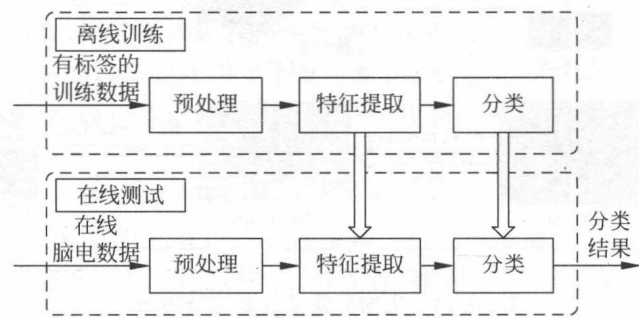 离线训练
有标签的
训练数据
预处理
特征提取
分类
在线测试
在线
脑电数据
预处理
特征提取
分类
分类
结果